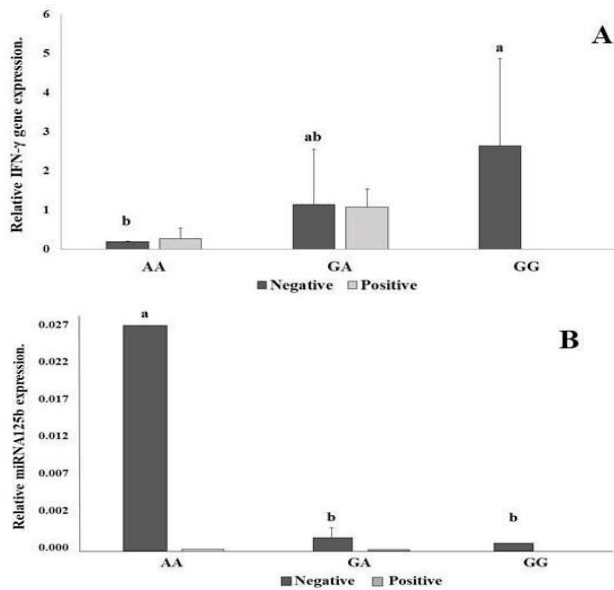 6
A
a
5
4
ab
3
2
b
1
0
Relative IFN-γ gene expression.
AA GA GG
Negative Positive
0.027
a
B
0.022
0.017
0.012
0.007
0.002
b b
0.000
Relative miRNA125b expression.
AA GA GG
Negative Positive